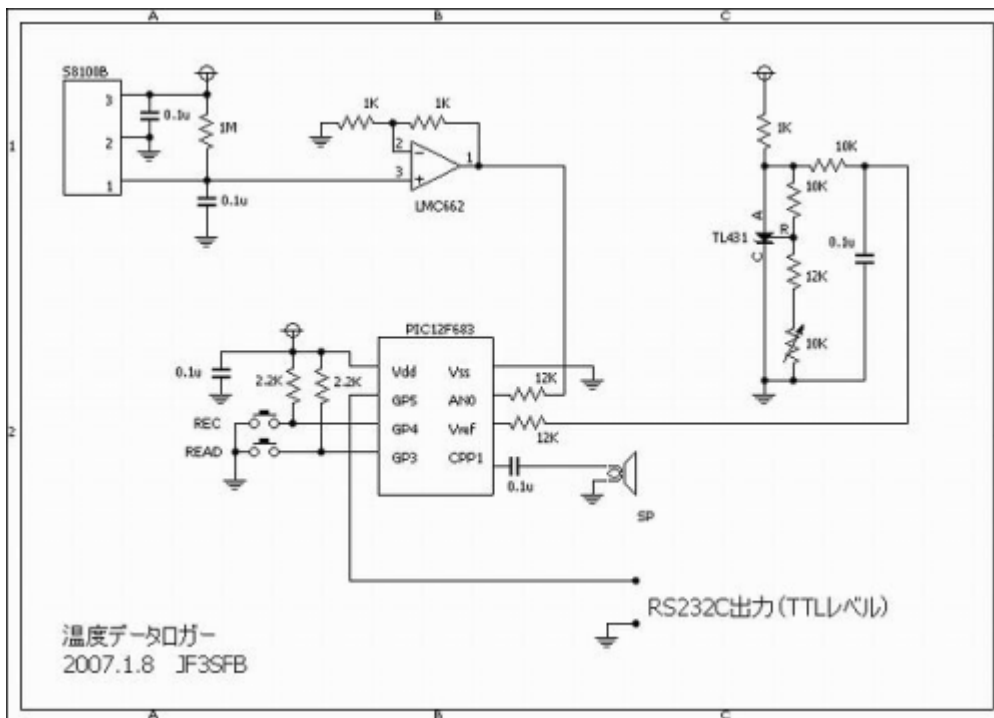 A
B
C
1
2
S8100B
3
2
1
0.1u
1M
0.1u
1K
1K
2
3
1
LMC662
1K
10K
10K
A
R
TL431
C
12K
0.1u
10K
PIC12F683
Vdd
Vss
GP5
AN0
GP4
Vref
GP3
CPP1
0.1u
2.2K
2.2K
REC
READ
12K
12K
0.1u
SP
RS232C出力(TTLレベル)
温度データロガー
2007.1.8 JF3SFB
A
B
C